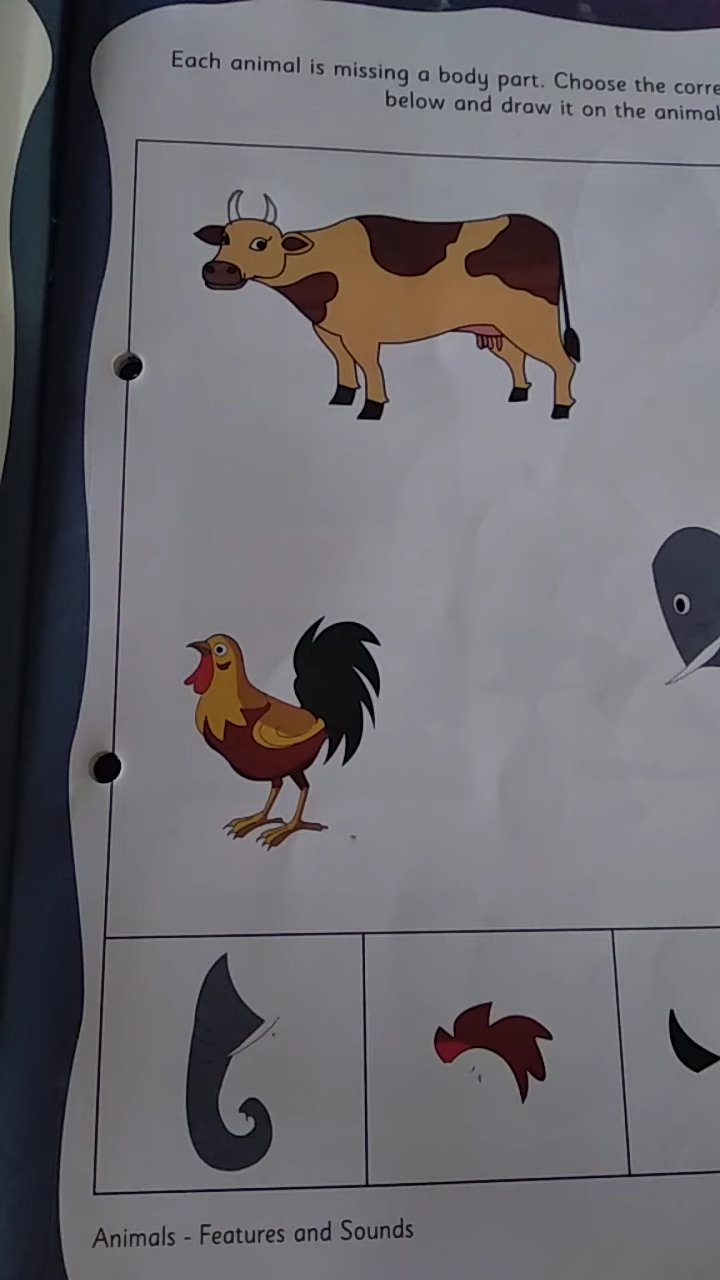 Each animal is missing a body part. Choose the corre
below and draw it on the animal
Animals - Features and Sounds